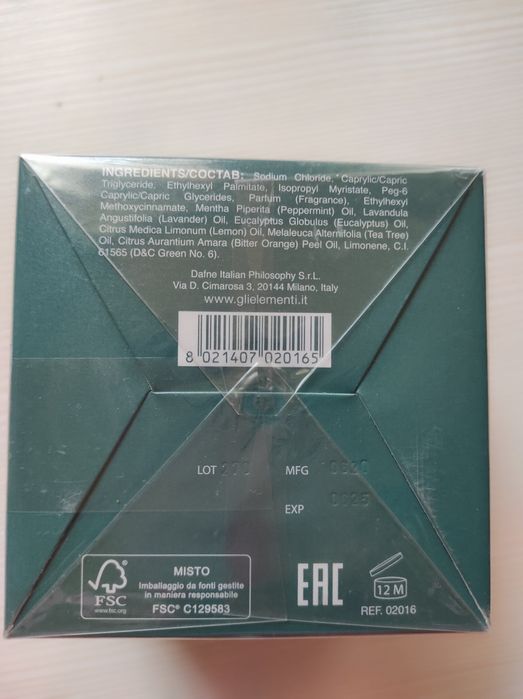 INGREDIENTS/СОСТАВ: Sodium Chloride, Caprylic/Capric
Triglyceride, Ethylhexyl Palmitate, Isopropyl Myristate, Peg-6
Caprylic/Capric Glycerides, Parfum (Fragrance), Ethylhexyl
Methoxycinnamate, Mentha Piperita (Peppermint) Oil, Lavandula
Angustifolia (Lavander) Oil, Eucalyptus Globulus (Eucalyptus) Oil,
Citrus Medica Limonum (Lemon) Oil, Melaleuca Alternifolia (Tea Tree)
Oil, Citrus Aurantium Amara (Bitter Orange) Peel Oil, Limonene, C.I.
61565 (D&C Green No. 6).
Dafne Italian Philosophy S.r.L.
Via D. Cimarosa 3, 20144 Milano, Italy
www.glielementi.it
8 021407 020165
LOT MFG 0620
EXP 0625
FSC
www.fsc.org
MISTO
Imballaggio da fonti gestite
in maniera responsabile
FSC® C129583
EAC
12 M
REF. 02016